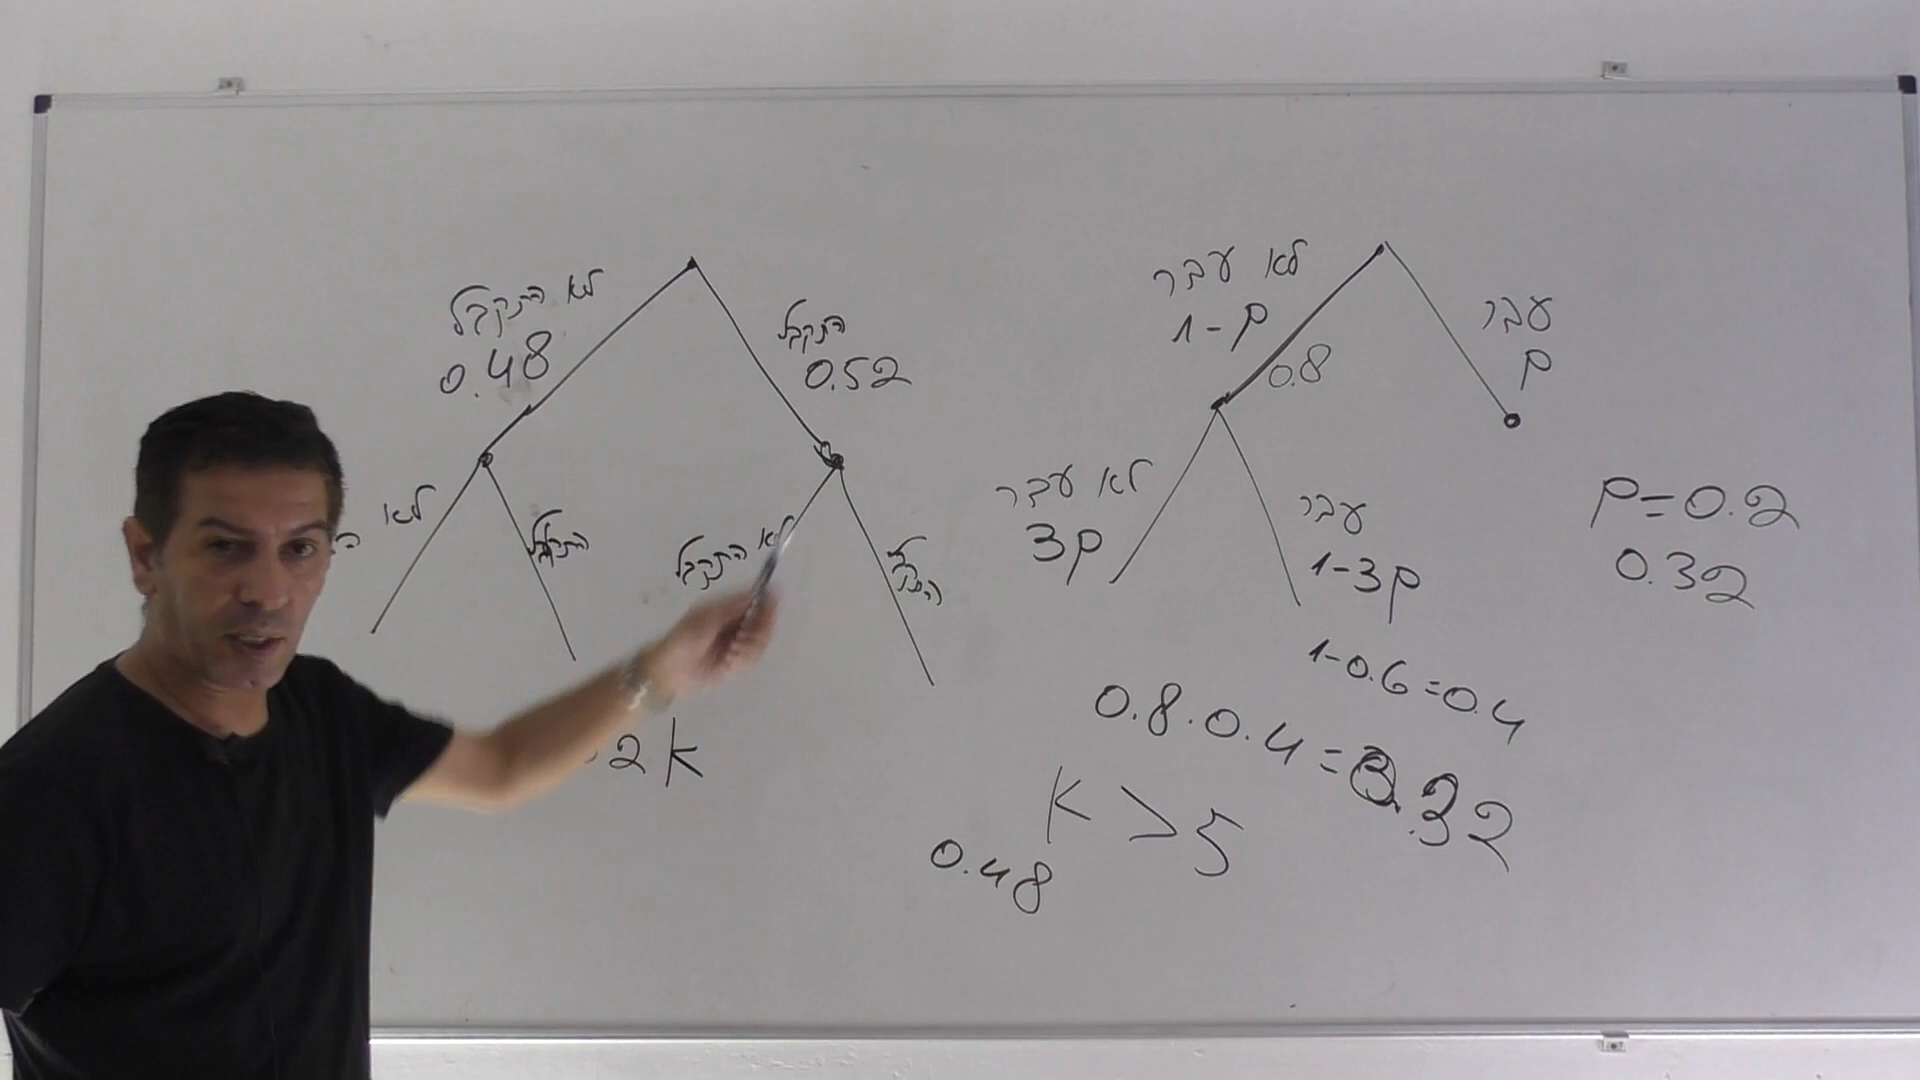 לא התקבל
0.48
התקבל
0.52
לא
התקבל
לא התקבל
התקבל
2k
לא עבר
1-p
0.8
עבר
p
לא עבר
3p
עבר
1-3p
1-0.6=0.4
0.8·0.4=0.32
p=0.2
0.32
k>5
0.48